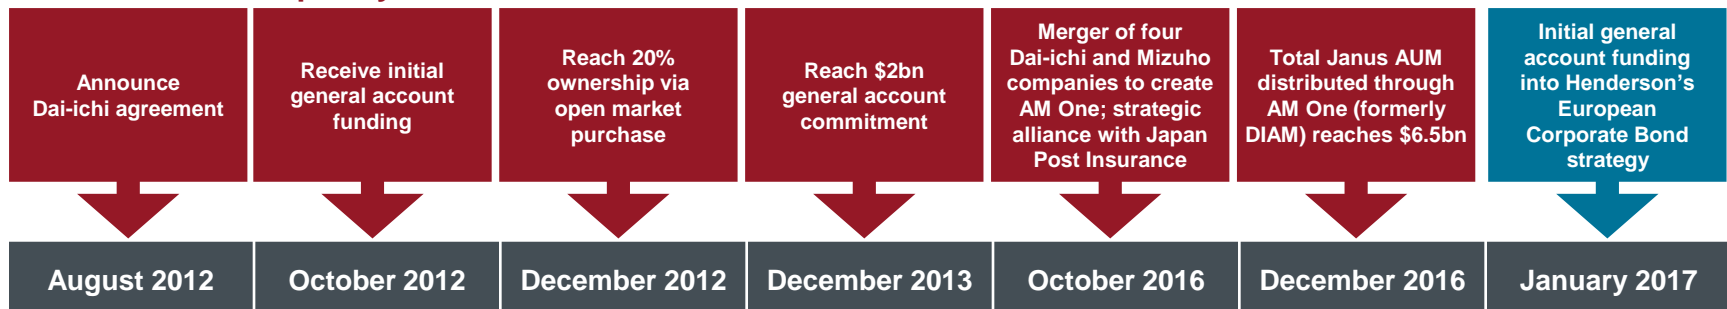 Announce
Dai-ichi agreement
Receive initial
general account
funding
Reach 20%
ownership via
open market
purchase
Reach $2bn
general account
commitment
Merger of four
Dai-ichi and Mizuho
companies to create
AM One; strategic
alliance with Japan
Post Insurance
Total Janus AUM
distributed through
AM One (formerly
DIAM) reaches $6.5bn
Initial general
account funding
into Henderson's
European
Corporate Bond
strategy
August 2012
October 2012
December 2012
December 2013
October 2016
December 2016
January 2017